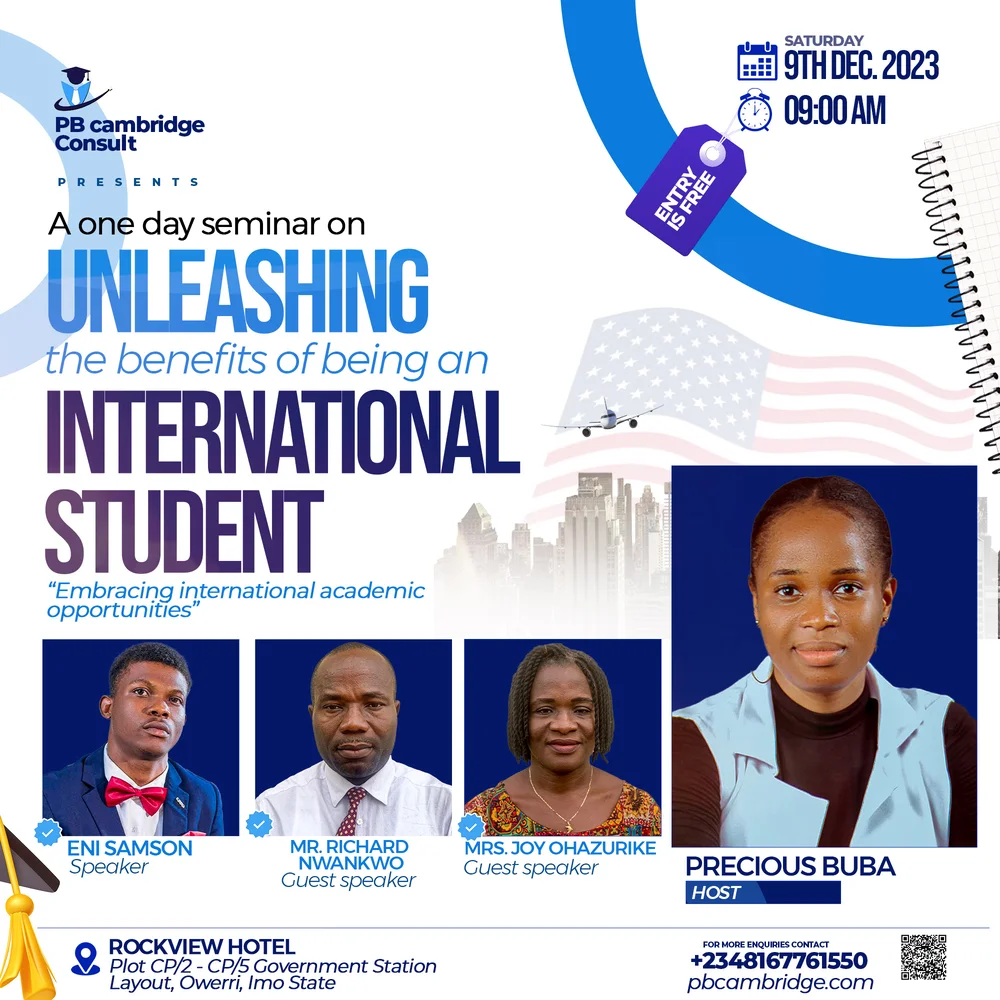 PB cambridge
Consult
PRESENTS
SATURDAY
9TH DEC. 2023
09:00 AM
ENTRY
IS FREE
A one day seminar on
UNLEASHING
the benefits of being an
INTERNATIONAL
STUDENT
“Embracing international academic
opportunities”
ENI SAMSON
Speaker
MR. RICHARD
NWANKWO
Guest speaker
MRS. JOY OHAZURIKE
Guest speaker
PRECIOUS BUBA
HOST
ROCKVIEW HOTEL
Plot CP/2 - CP/5 Government Station
Layout, Owerri, Imo State
FOR MORE ENQUIRIES CONTACT
+2348167761550
pbcambridge.com